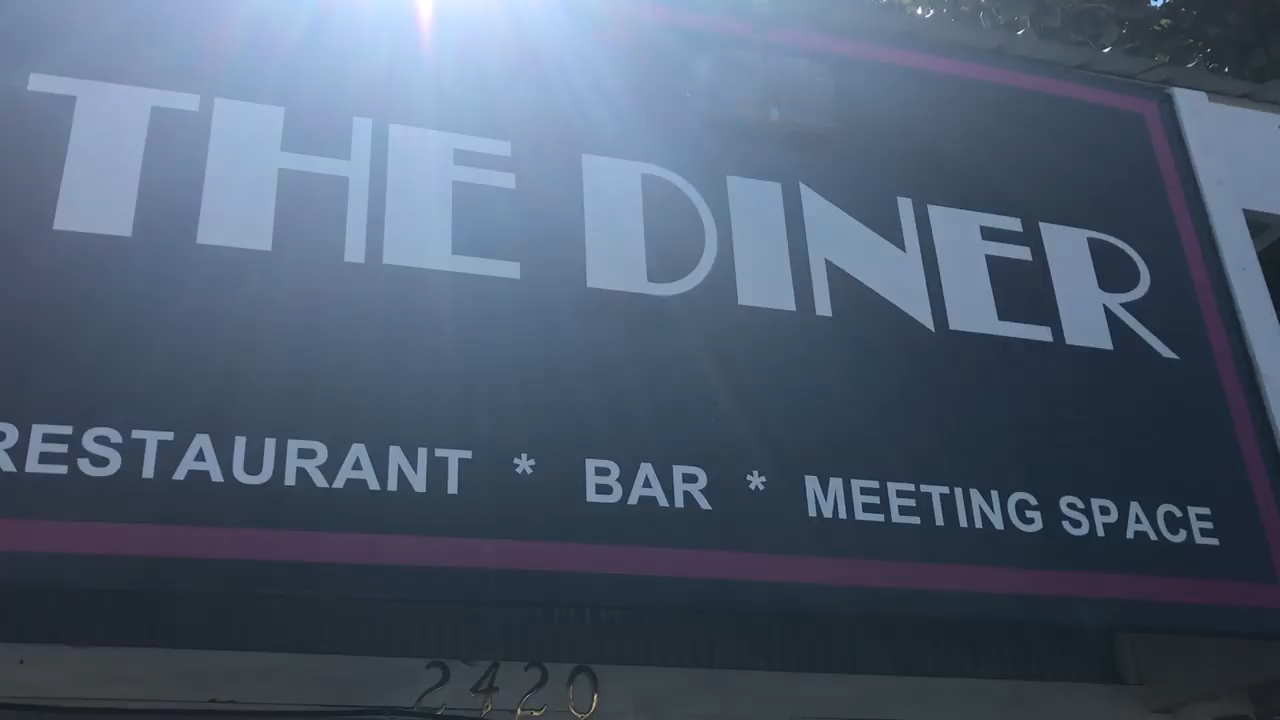 THE DINER
RESTAURANT * BAR * MEETING SPACE
2420